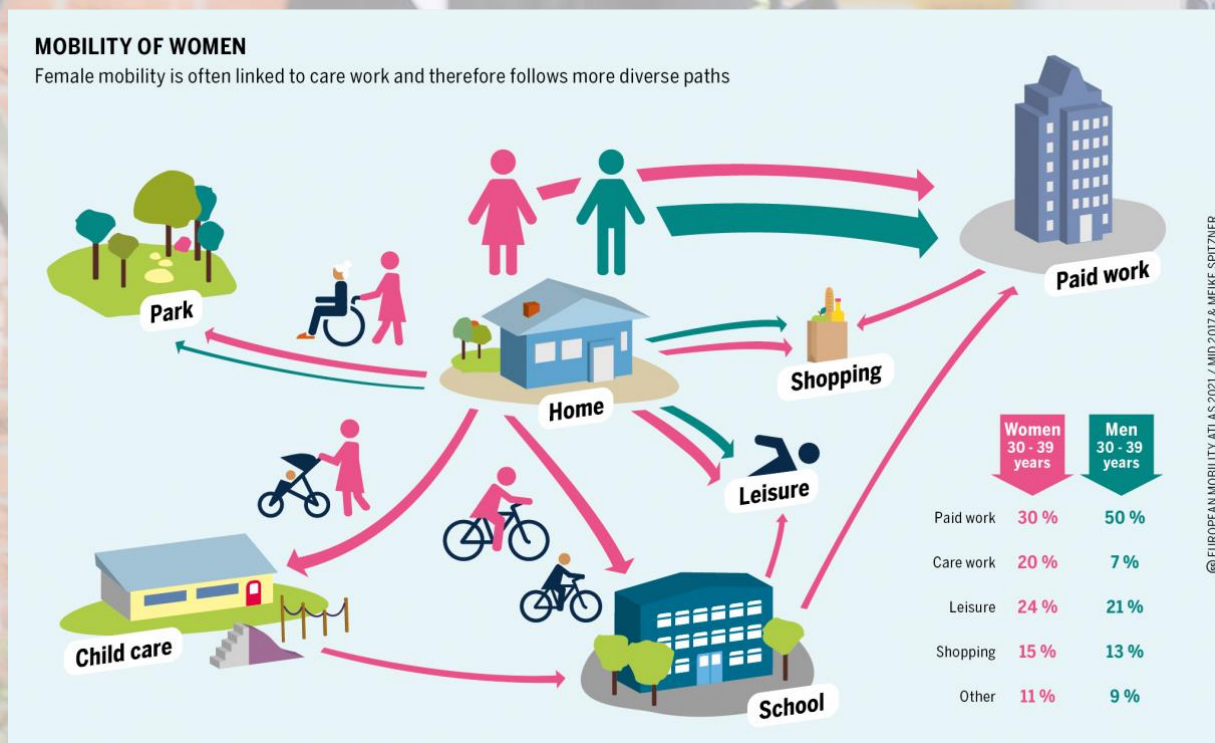 MOBILITY OF WOMEN
Female mobility is often linked to care work and therefore follows more diverse paths
Paid work
Park
Shopping
Home
Leisure
Child care
School
Women
30 - 39
years
Men
30 - 39
years
Paid work 30 % 50 %
Care work 20 % 7 %
Leisure 24 % 21 %
Shopping 15 % 13 %
Other 11 % 9 %
EUROPEAN MOBILITY ATLAS 2021 / MID 2017 & MEIKE SPITZNER